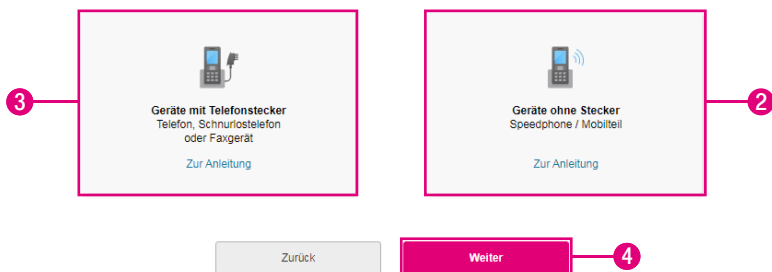 3
Geräte mit Telefonstecker
Telefon, Schnurlostelefon
oder Faxgerät
Zur Anleitung
Geräte ohne Stecker
Speedphone / Mobilteil
Zur Anleitung
2
Zurück
Weiter
4